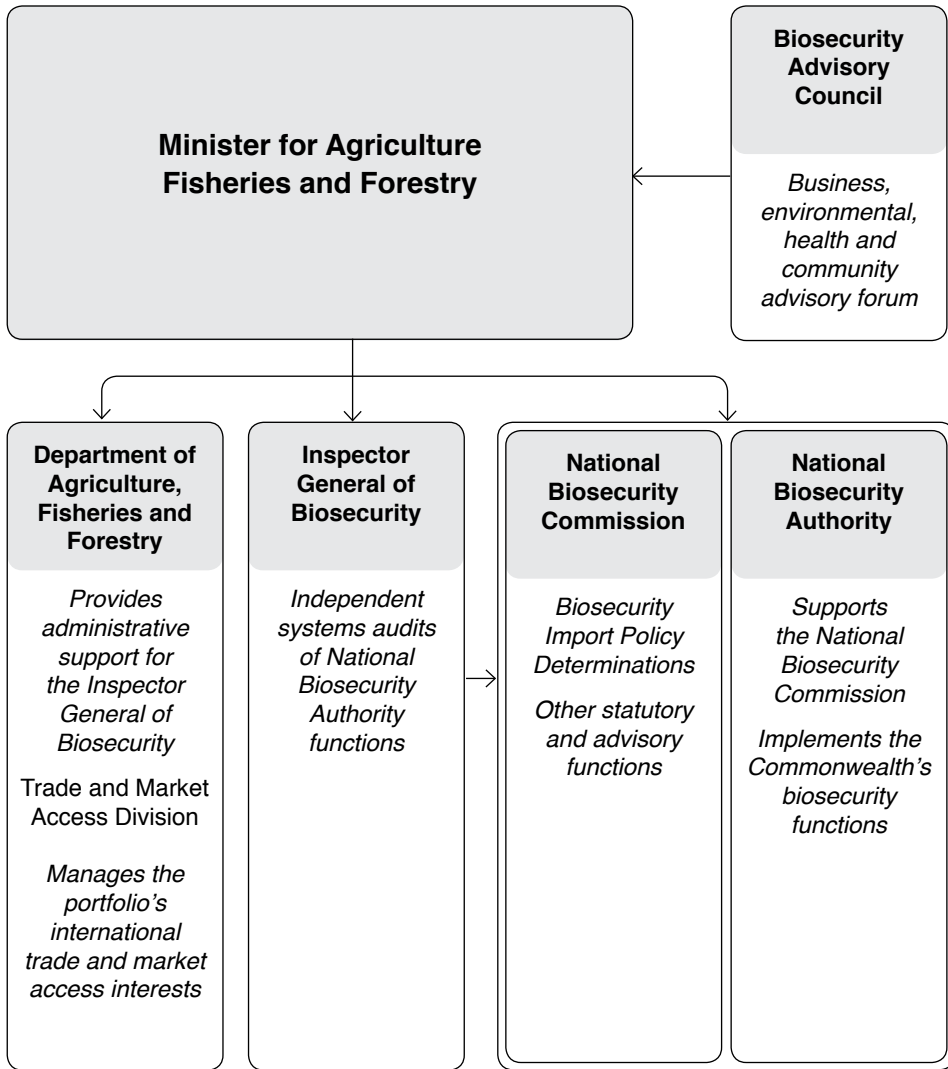 Minister for Agriculture
Fisheries and Forestry
Biosecurity
Advisory
Council
Business,
environmental,
health and
community
advisory forum
Department of
Agriculture,
Fisheries and
Forestry
Provides
administrative
support for
the Inspector
General of
Biosecurity
Trade and Market
Access Division
Manages the
portfolio's
international
trade and market
access interests
Inspector
General of
Biosecurity
Independent
systems audits
of National
Biosecurity
Authority
functions
National
Biosecurity
Commission
Biosecurity
Import Policy
Determinations
Other statutory
and advisory
functions
National
Biosecurity
Authority
Supports
the National
Biosecurity
Commission
Implements the
Commonwealth's
biosecurity
functions